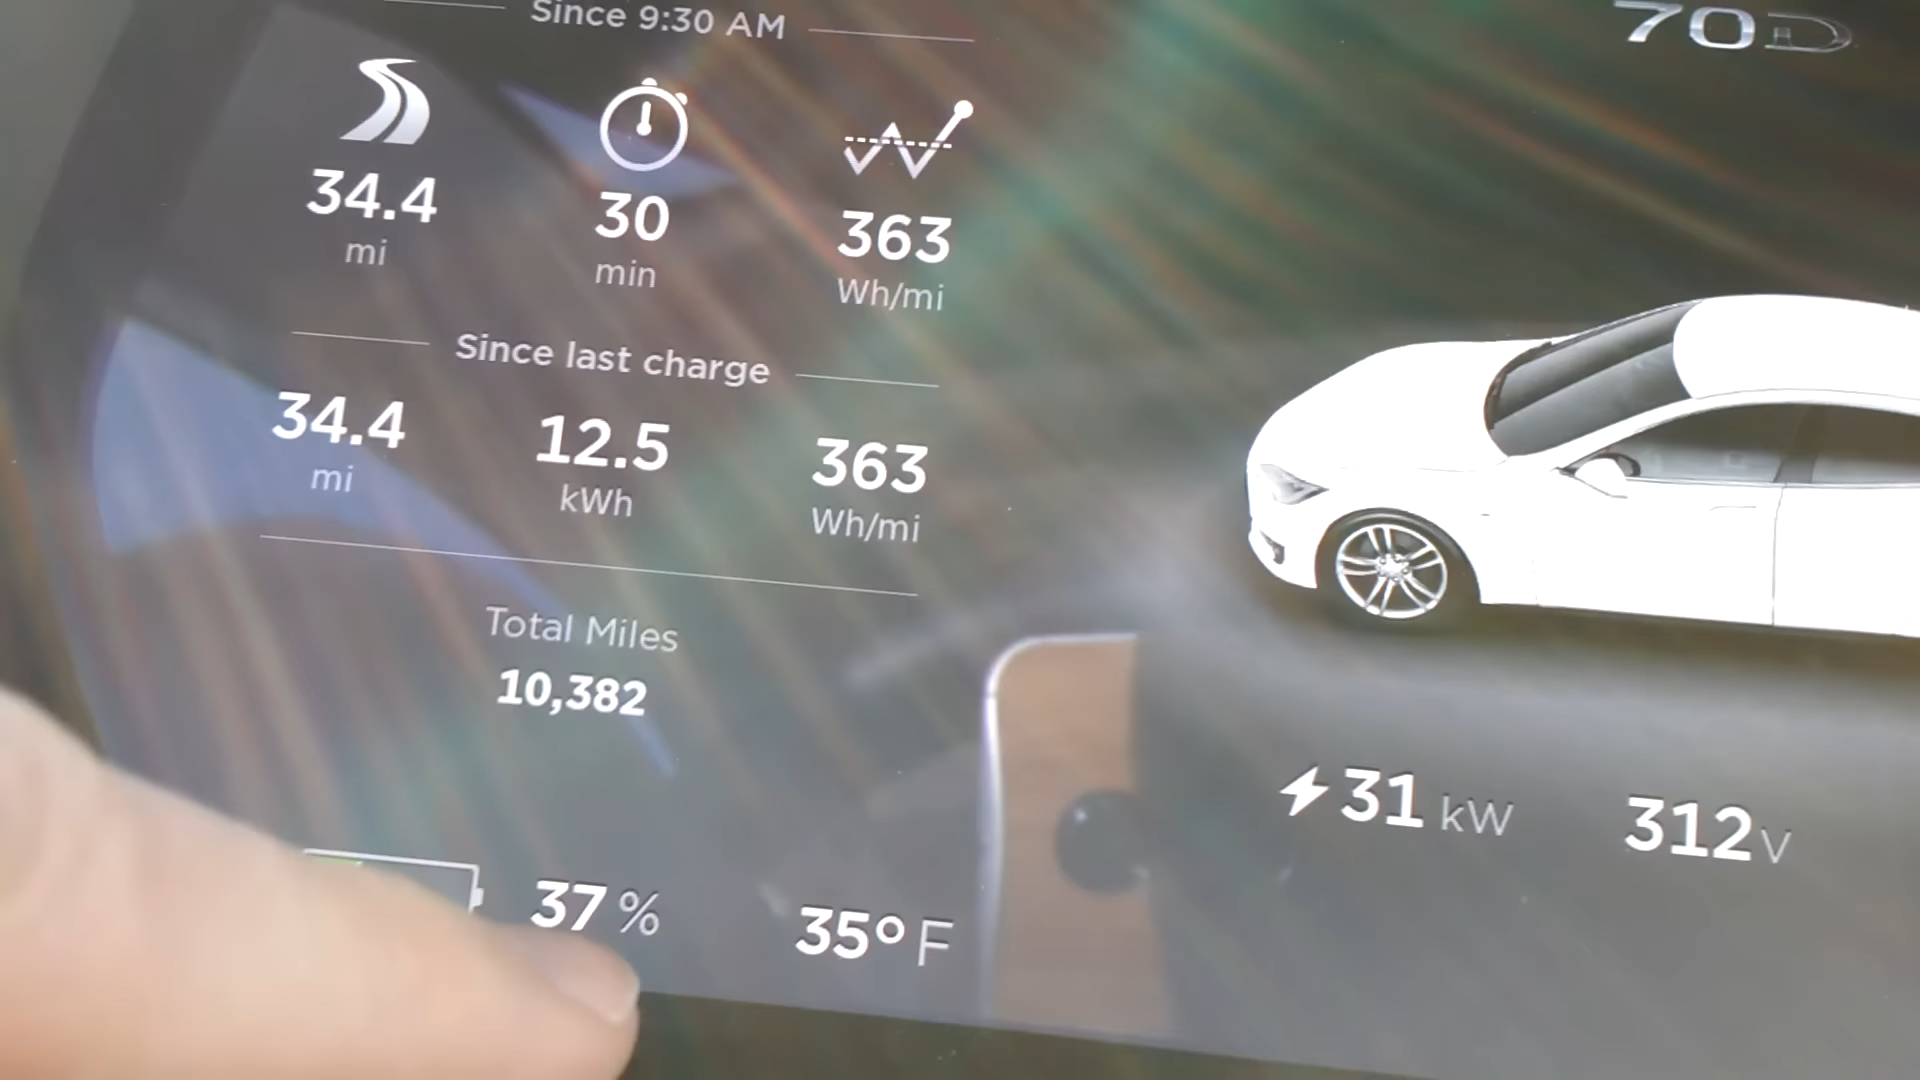 Since 9:30 AM
34.4 30 363
mi min Wh/mi
Since last charge
34.4 12.5 363
mi kWh Wh/mi
Total Miles
10,382
37 % 35° F
70D
31 kW 312 V